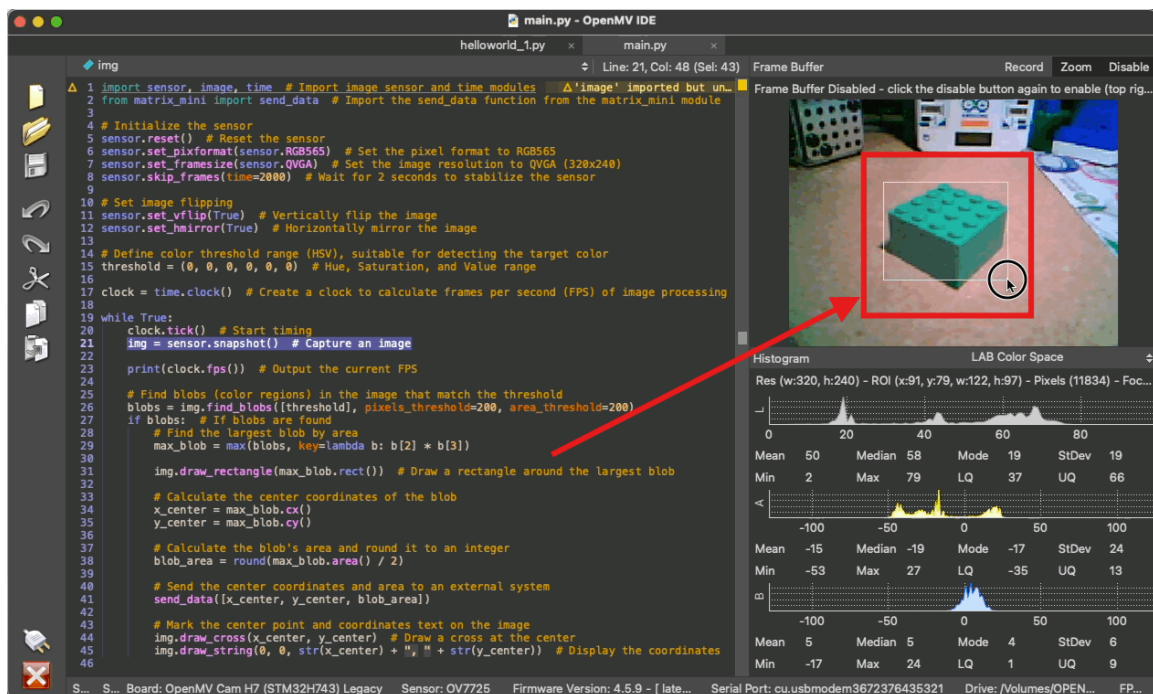 main.py - OpenMV IDE
helloworld_1.py × main.py ×
img Line: 21, Col: 48 (Sel: 43) Frame Buffer Record Zoom Disable
Frame Buffer Disabled - click the disable button again to enable (top rig...
1 import sensor, image, time # Import image sensor and time modules 'image' imported but un…
2 from matrix_mini import send_data # Import the send_data function from the matrix_mini module
3
4 # Initialize the sensor
5 sensor.reset() # Reset the sensor
6 sensor.set_pixformat(sensor.RGB565) # Set the pixel format to RGB565
7 sensor.set_framesize(sensor.QVGA) # Set the image resolution to QVGA (320x240)
8 sensor.skip_frames(time=2000) # Wait for 2 seconds to stabilize the sensor
9
10 # Set image flipping
11 sensor.set_vflip(True) # Vertically flip the image
12 sensor.set_hmirror(True) # Horizontally mirror the image
13
14 # Define color threshold range (HSV), suitable for detecting the target color
15 threshold = (0, 0, 0, 0, 0, 0) # Hue, Saturation, and Value range
16
17 clock = time.clock() # Create a clock to calculate frames per second (FPS) of image processing
18
19 while True:
20 clock.tick() # Start timing
21 img = sensor.snapshot() # Capture an image
22
23 print(clock.fps()) # Output the current FPS
24
25 # Find blobs (color regions) in the image that match the threshold
26 blobs = img.find_blobs([threshold], pixels_threshold=200, area_threshold=200)
27 if blobs: # If blobs are found
28 # Find the largest blob by area
29 max_blob = max(blobs, key=lambda b: b[2] * b[3])
30
31 img.draw_rectangle(max_blob.rect()) # Draw a rectangle around the largest blob
32
33 # Calculate the center coordinates of the blob
34 x_center = max_blob.cx()
35 y_center = max_blob.cy()
36
37 # Calculate the blob's area and round it to an integer
38 blob_area = round(max_blob.area() / 2)
39
40 # Send the center coordinates and area to an external system
41 send_data([x_center, y_center, blob_area])
42
43 # Mark the center point and coordinates text on the image
44 img.draw_cross(x_center, y_center) # Draw a cross at the center
45 img.draw_string(0, 0, str(x_center) + ", " + str(y_center)) # Display the coordinates
46
Histogram LAB Color Space
Res (w:320, h:240) - ROI (x:91, y:79, w:122, h:97) - Pixels (11834) - Foc...
L
0 20 40 60 80
Mean 50 Median 58 Mode 19 StDev 19
Min 2 Max 79 LQ 37 UQ 66
A
-100 -50 0 50 100
Mean -15 Median -19 Mode -17 StDev 24
Min -53 Max 27 LQ -35 UQ 13
B
-100 -50 0 50 100
Mean 5 Median 5 Mode 4 StDev 6
Min -17 Max 24 LQ 1 UQ 9
S... S... Board: OpenMV Cam H7 (STM32H743) Legacy Sensor: OV7725 Firmware Version: 4.5.9 - [ late... Serial Port: cu.usbmodem3672376435321 Drive: /Volumes/OPEN... FP...